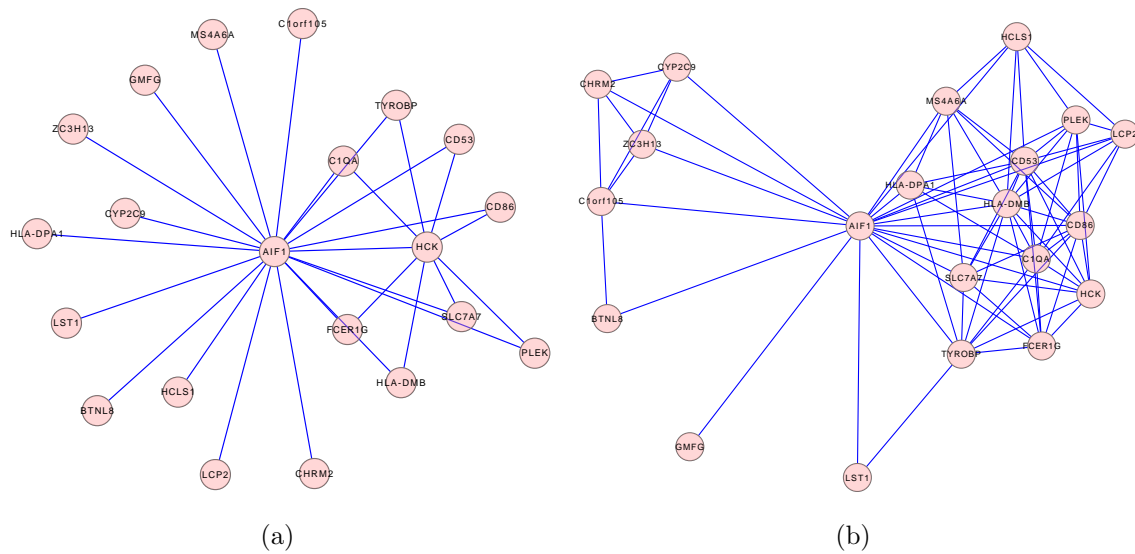 C1orf105
MS4A6A
GMFG
TYROBP
ZC3H13
CD53
C1QA
CYP2C9
CD86
HLA-DPA1
AIF1
HCK
LST1
FCER1G
SLC7A7
PLEK
HLA-DMB
HCLS1
BTNL8
LCP2
CHRM2
(a)
HCLS1
CYP2C9
CHRM2
MS4A6A
PLEK
LCP2
ZC3H13
CD53
HLA-DPA1
C1orf105
HLA-DMB
AIF1
CD86
C1QA
SLC7A7
HCK
BTNL8
TYROBP
FCER1G
GMFG
LST1
(b)